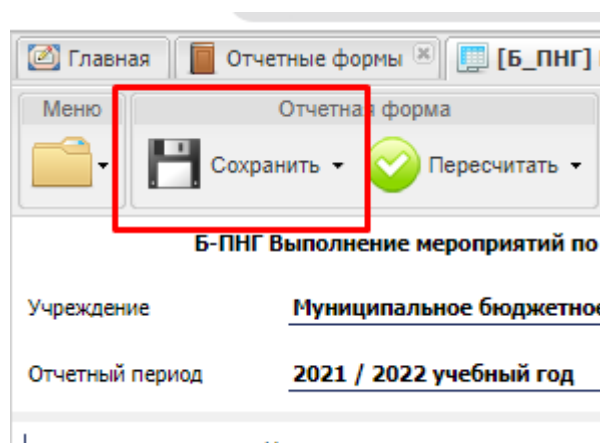 Главная Отчетные формы [Б_ПНГ]
Меню Отчетная форма
Сохранить Пересчитать
Б-ПНГ Выполнение мероприятий по
Учреждение Муниципальное бюджетное
Отчетный период 2021 / 2022 учебный год